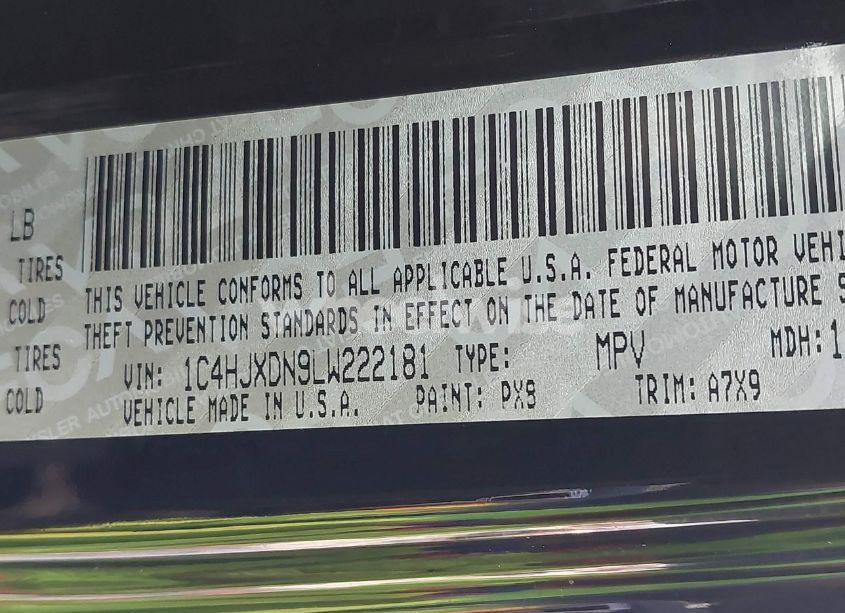 LB
TIRES
COLD
TIRES
COLD
THIS VEHICLE CONFORMS TO ALL APPLICABLE U.S.A. FEDERAL MOTOR VEHI
THEFT PREVENTION STANDARDS IN EFFECT ON THE DATE OF MANUFACTURE S
VIN: 1C4HJXDN9LW222181 TYPE: MPV MDH: 1
VEHICLE MADE IN U.S.A. PAINT: PX8 TRIM: A7X9